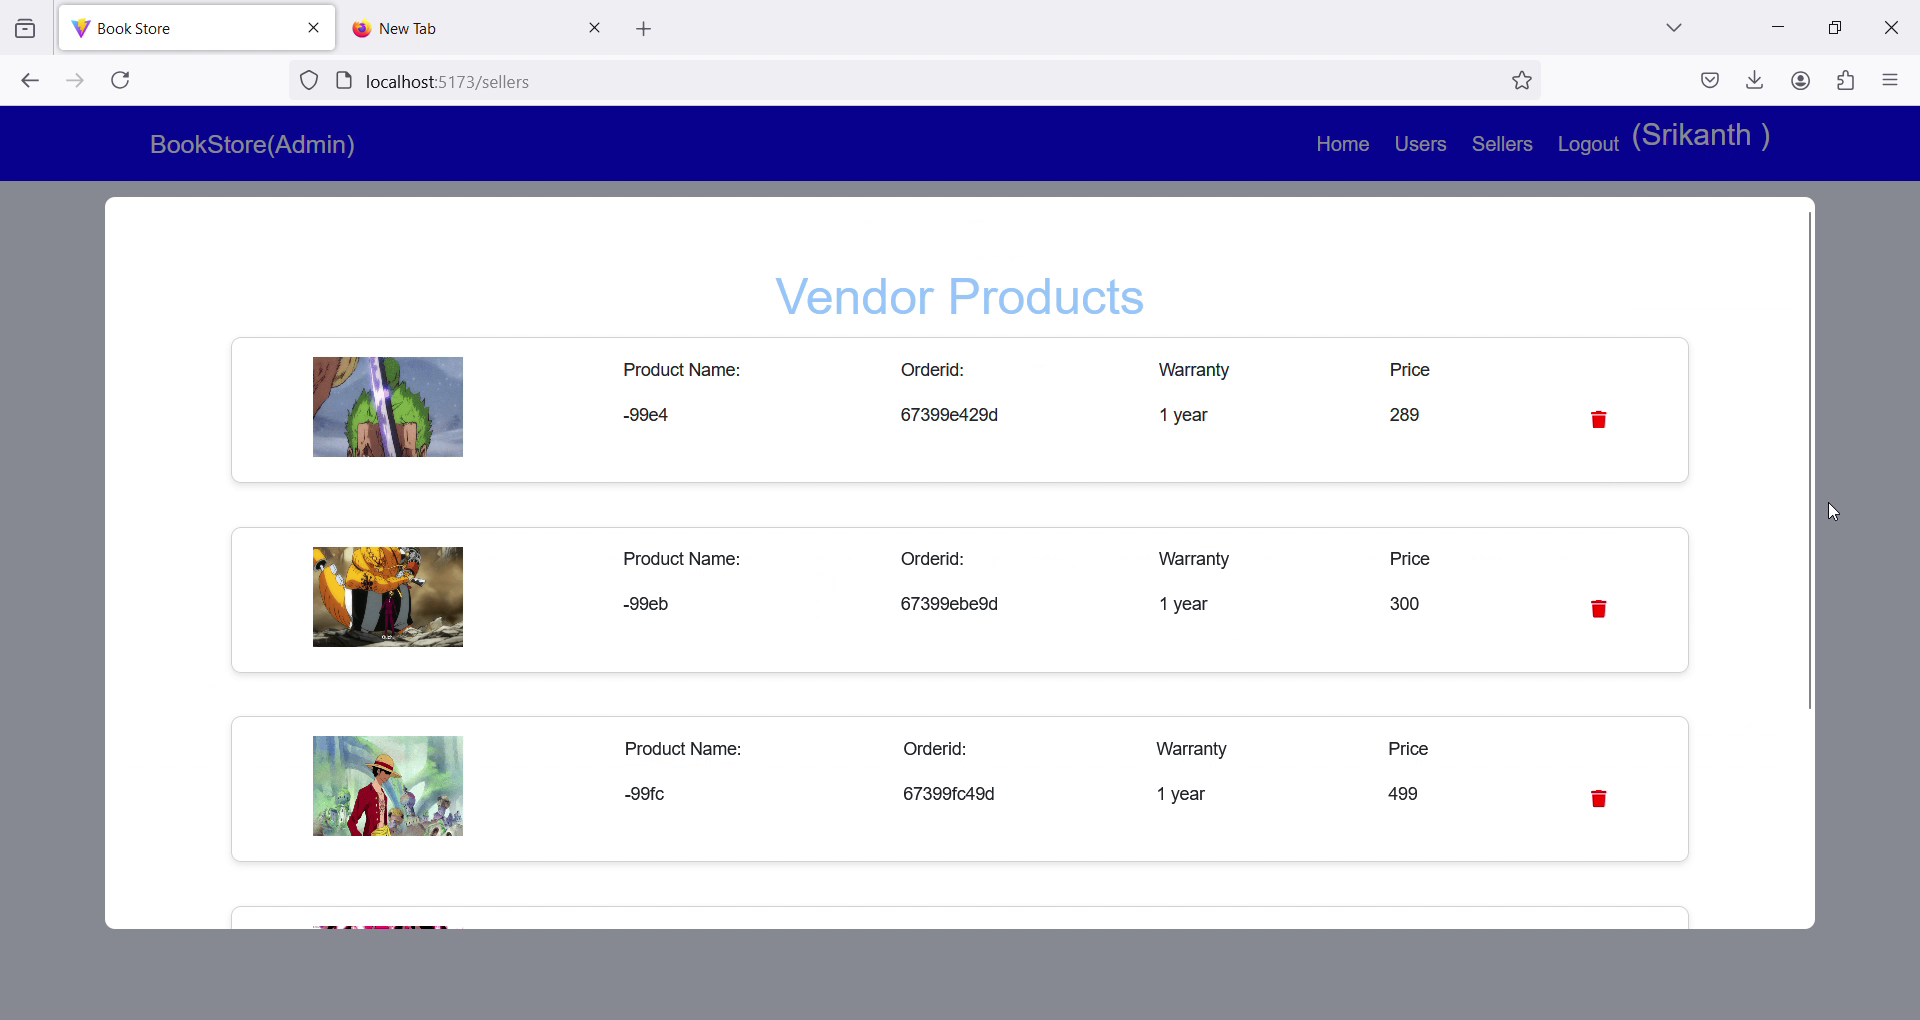 Book Store
New Tab
localhost:5173/sellers
BookStore(Admin)
Home Users Sellers Logout (Srikanth )
Vendor Products
Product Name: Orderid: Warranty Price
-99e4 67399e429d 1 year 289
Product Name: Orderid: Warranty Price
-99eb 67399ebe9d 1 year 300
Product Name: Orderid: Warranty Price
-99fc 67399fc49d 1 year 499